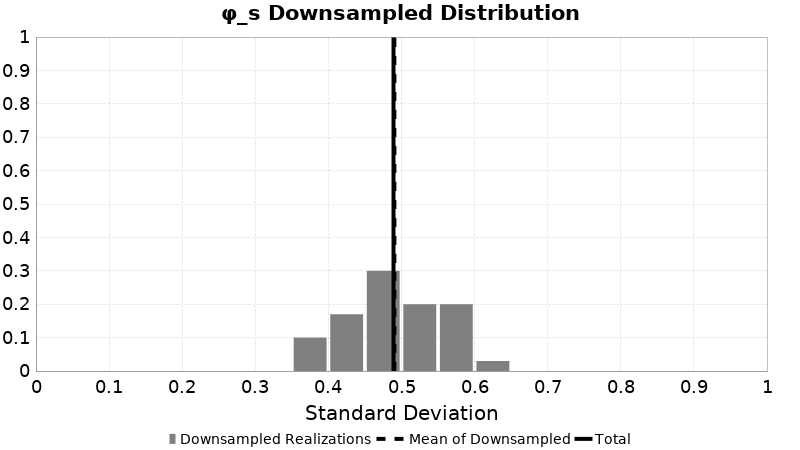 φ_s Downsampled Distribution
1
0.9
0.8
0.7
0.6
0.5
0.4
0.3
0.2
0.1
0
0 0.1 0.2 0.3 0.4 0.5 0.6 0.7 0.8 0.9 1
Standard Deviation
Downsampled Realizations Mean of Downsampled Total